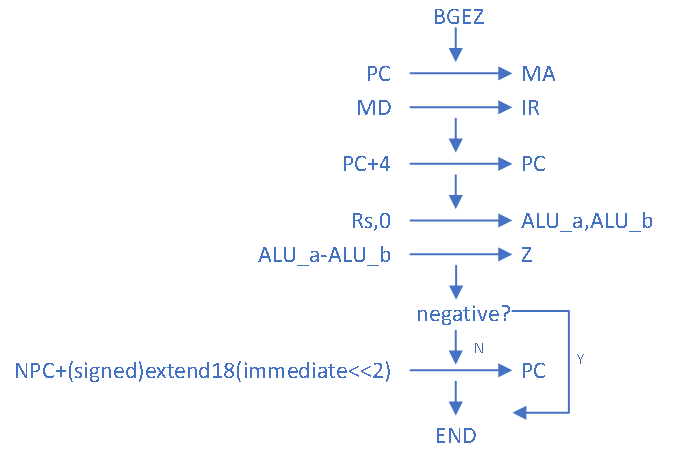 BGEZ
PC MA
MD IR
PC+4 PC
Rs,0 ALU_a,ALU_b
ALU_a-ALU_b Z
negative?
N
Y
NPC+(signed)extend18(immediate<<2) PC
END